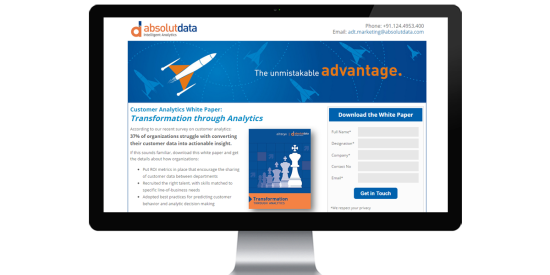 absolutdata
Intelligent Analytics
Phone: +91.124.4953.400
Email: adt.marketing@absolutdata.com
The unmistakable advantage.
Customer Analytics White Paper:
Transformation through Analytics
According to our recent survey on customer analytics
37% of organizations struggle with converting
their customer data into actionable insight.
If this sounds familiar, download this white paper and get
the details about how organizations:
• Put ROI metrics in place that encourage the sharing
of customer data between departments
• Recruited the right talent, with skills matched to
specific line of business needs
• Adopted best practices for predicting customer
behavior and analytic decision making
absolutdata
Transformation
Download the White Paper
Full Name*
Designation*
Company*
Contact No.
Email*
Get in Touch
*We respect your privacy